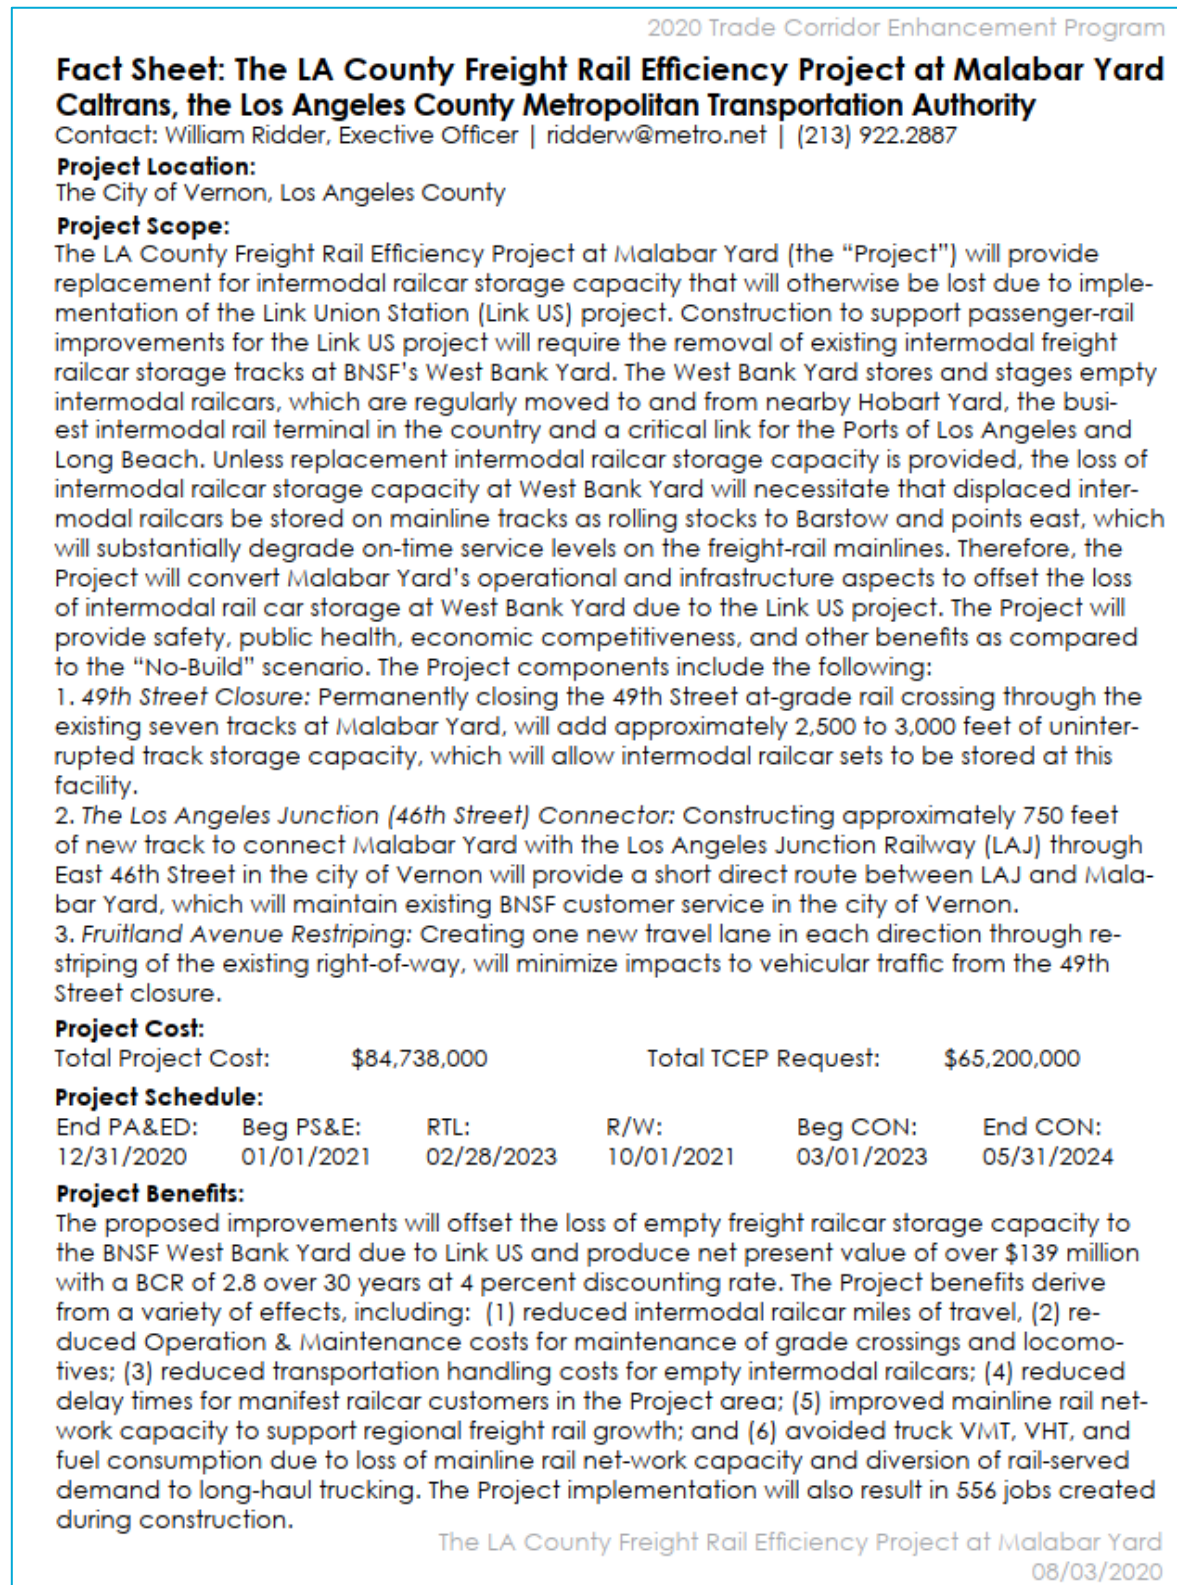 2020 Trade Corridor Enhancement Program
Fact Sheet: The LA County Freight Rail Efficiency Project at Malabar Yard
Caltrans, the Los Angeles County Metropolitan Transportation Authority
Contact: William Ridder, Exective Officer | ridderw@metro.net | (213) 922.2887
Project Location:
The City of Vernon, Los Angeles County
Project Scope:
The LA County Freight Rail Efficiency Project at Malabar Yard (the “Project”) will provide
replacement for intermodal railcar storage capacity that will otherwise be lost due to imple-
mentation of the Link Union Station (Link US) project. Construction to support passenger-rail
improvements for the Link US project will require the removal of existing intermodal freight
railcar storage tracks at BNSF’s West Bank Yard. The West Bank Yard stores and stages empty
intermodal railcars, which are regularly moved to and from nearby Hobart Yard, the busi-
est intermodal rail terminal in the country and a critical link for the Ports of Los Angeles and
Long Beach. Unless replacement intermodal railcar storage capacity is provided, the loss of
intermodal railcar storage capacity at West Bank Yard will necessitate that displaced inter-
modal railcars be stored on mainline tracks as rolling stocks to Barstow and points east, which
will substantially degrade on-time service levels on the freight-rail mainlines. Therefore, the
Project will convert Malabar Yard’s operational and infrastructure aspects to offset the loss
of intermodal rail car storage at West Bank Yard due to the Link US project. The Project will
provide safety, public health, economic competitiveness, and other benefits as compared
to the “No-Build” scenario. The Project components include the following:
1. 49th Street Closure: Permanently closing the 49th Street at-grade rail crossing through the
existing seven tracks at Malabar Yard, will add approximately 2,500 to 3,000 feet of uninter-
rupted track storage capacity, which will allow intermodal railcar sets to be stored at this
facility.
2. The Los Angeles Junction (46th Street) Connector: Constructing approximately 750 feet
of new track to connect Malabar Yard with the Los Angeles Junction Railway (LAJ) through
East 46th Street in the city of Vernon will provide a short direct route between LAJ and Mala-
bar Yard, which will maintain existing BNSF customer service in the city of Vernon.
3. Fruitland Avenue Restriping: Creating one new travel lane in each direction through re-
striping of the existing right-of-way, will minimize impacts to vehicular traffic from the 49th
Street closure.
Project Cost:
Total Project Cost: $84,738,000 Total TCEP Request: $65,200,000
Project Schedule:
End PA&ED: Beg PS&E: RTL: R/W: Beg CON: End CON:
12/31/2020 01/01/2021 02/28/2023 10/01/2021 03/01/2023 05/31/2024
Project Benefits:
The proposed improvements will offset the loss of empty freight railcar storage capacity to
the BNSF West Bank Yard due to Link US and produce net present value of over $139 million
with a BCR of 2.8 over 30 years at 4 percent discounting rate. The Project benefits derive
from a variety of effects, including: (1) reduced intermodal railcar miles of travel, (2) re-
duced Operation & Maintenance costs for maintenance of grade crossings and locomo-
tives; (3) reduced transportation handling costs for empty intermodal railcars; (4) reduced
delay times for manifest railcar customers in the Project area; (5) improved mainline rail net-
work capacity to support regional freight rail growth; and (6) avoided truck VMT, VHT, and
fuel consumption due to loss of mainline rail net-work capacity and diversion of rail-served
demand to long-haul trucking. The Project implementation will also result in 556 jobs created
during construction.
The LA County Freight Rail Efficiency Project at Malabar Yard
08/03/2020